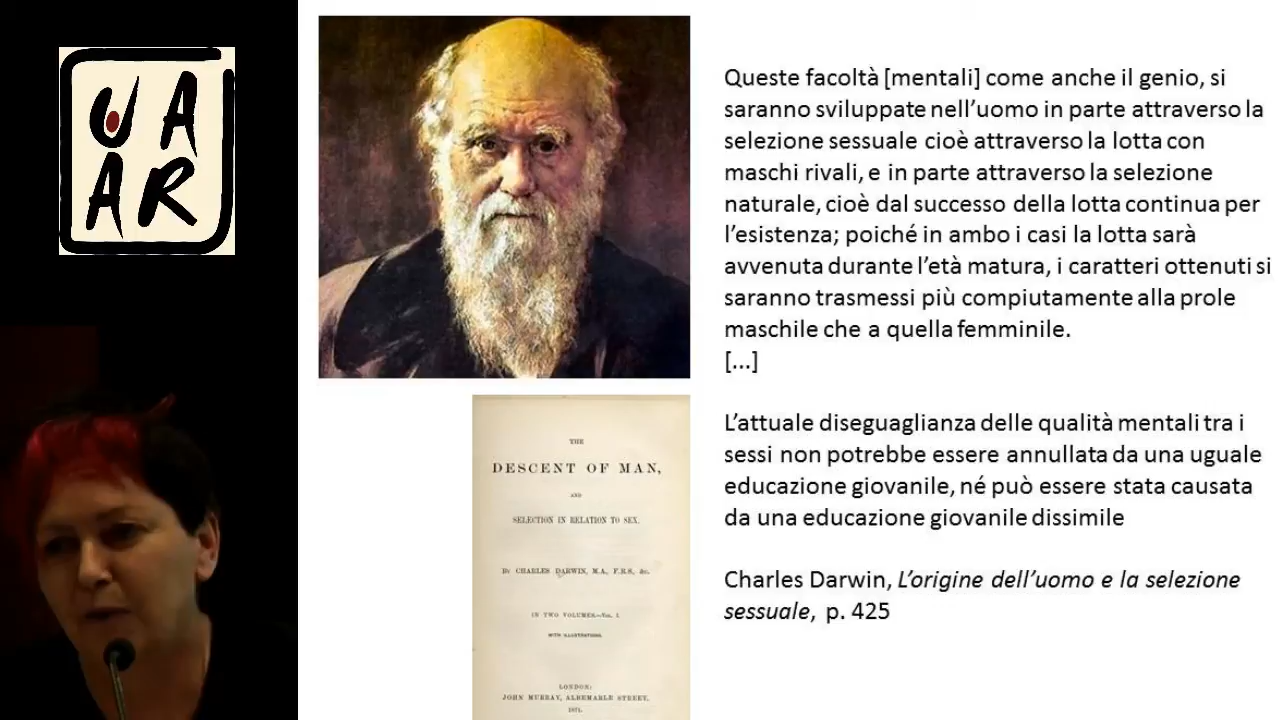 UAAR
Queste facoltà [mentali] come anche il genio, si
saranno sviluppate nell’uomo in parte attraverso la
selezione sessuale cioè attraverso la lotta con
maschi rivali, e in parte attraverso la selezione
naturale, cioè dal successo della lotta continua per
l’esistenza; poiché in ambo i casi la lotta sarà
avvenuta durante l’età matura, i caratteri ottenuti si
saranno trasmessi più compiutamente alla prole
maschile che a quella femminile.
[...]
L’attuale diseguaglianza delle qualità mentali tra i
sessi non potrebbe essere annullata da una uguale
educazione giovanile, né può essere stata causata
da una educazione giovanile dissimile
Charles Darwin, L’origine dell’uomo e la selezione
sessuale, p. 425
THE
DESCENT OF MAN,
AND
SELECTION IN RELATION TO SEX.
BY CHARLES DARWIN, M.A., F.R.S., &c.
IN TWO VOLUMES.—VOL. I.
WITH ILLUSTRATIONS.
LONDON:
JOHN MURRAY, ALBEMARLE STREET.
1871.